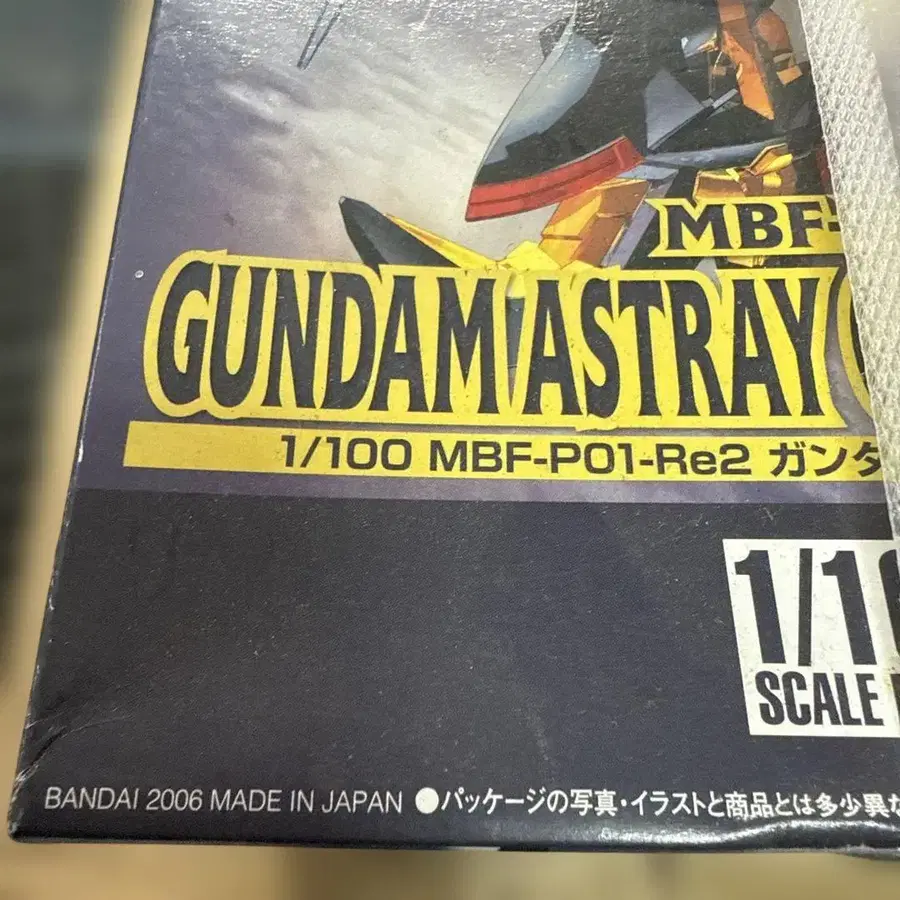 MBF-
GUNDAM ASTRAY
1/100 MBF-P01-Re2 ガンダ
1/1
SCALE
BANDAI 2006 MADE IN JAPAN ●パッケージの写真・イラストと商品とは多少異な